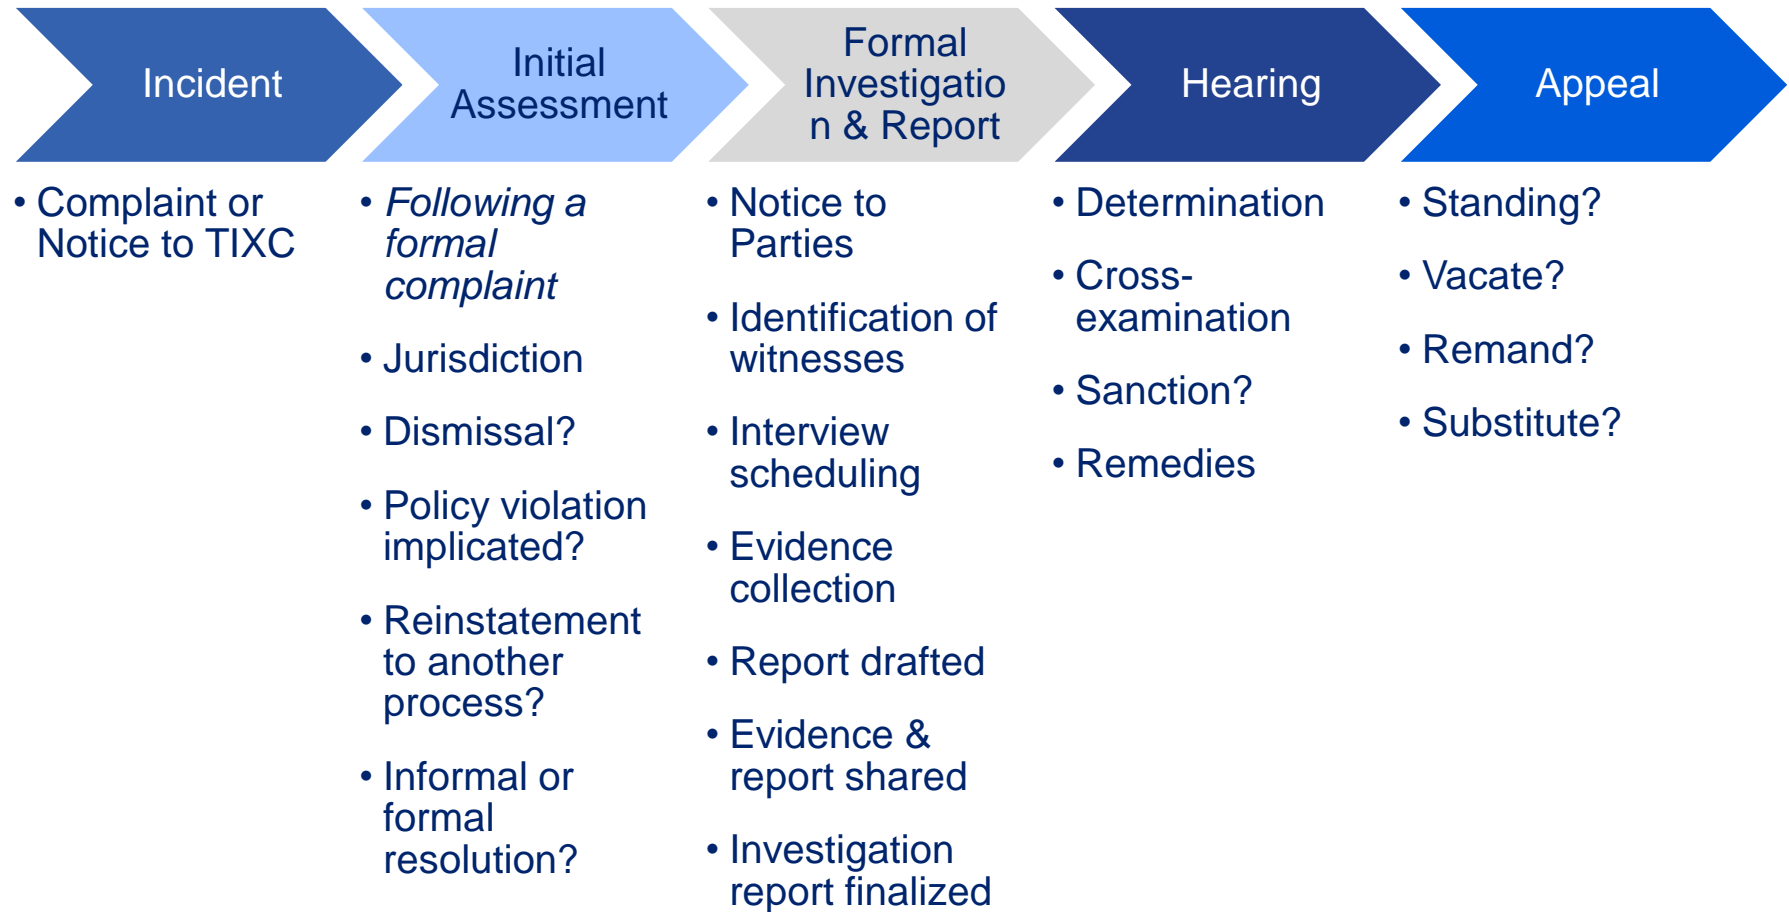 Incident
• Complaint or
Notice to TIXC
Initial
Assessment
• Following a
formal
complaint
• Jurisdiction
• Dismissal?
• Policy violation
implicated?
• Reinstatement
to another
process?
• Informal or
formal
resolution?
Formal
Investigatio
n & Report
• Notice to
Parties
• Identification of
witnesses
• Interview
scheduling
• Evidence
collection
• Report drafted
• Evidence &
report shared
• Investigation
report finalized
Hearing
• Determination
• Cross-
examination
• Sanction?
• Remedies
Appeal
• Standing?
• Vacate?
• Remand?
• Substitute?